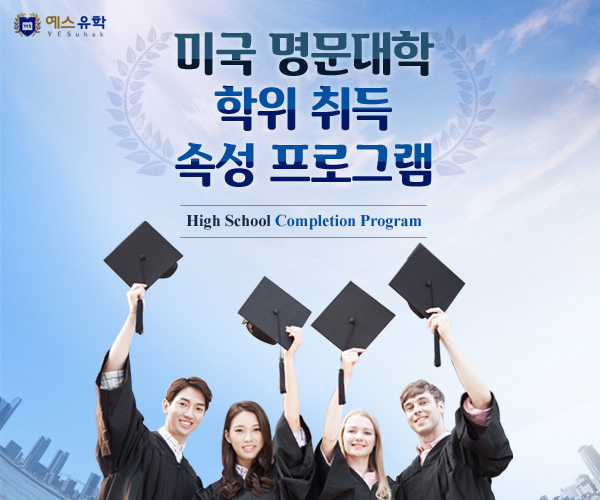 예스유학
YESuhak
미국 명문대학
학위 취득
속성 프로그램
High School Completion Program